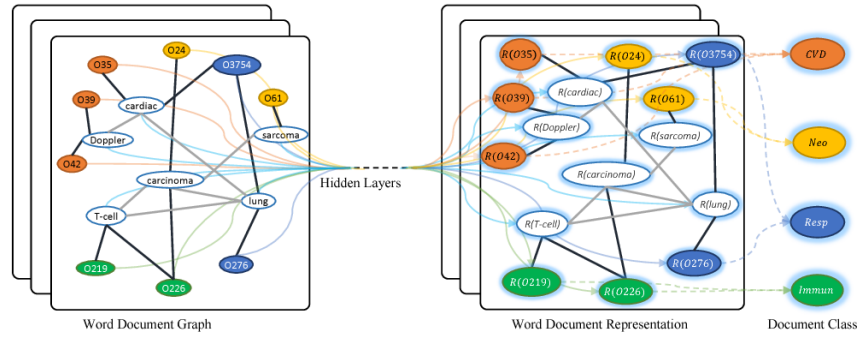 O24
O35
O3754
O39
cardiac
O61
Doppler
sarcoma
O42
carcinoma
T-cell
lung
O219
O276
O226
Word Document Graph
Hidden Layers
R(O35)
R(O24)
R(O3754)
R(O39)
R(cardiac)
R(O61)
R(Doppler)
R(sarcoma)
R(O42)
R(carcinoma)
R(lung)
R(T-cell)
R(O276)
R(O219)
R(O226)
Word Document Representation
CVD
Neo
Resp
Immun
Document Class